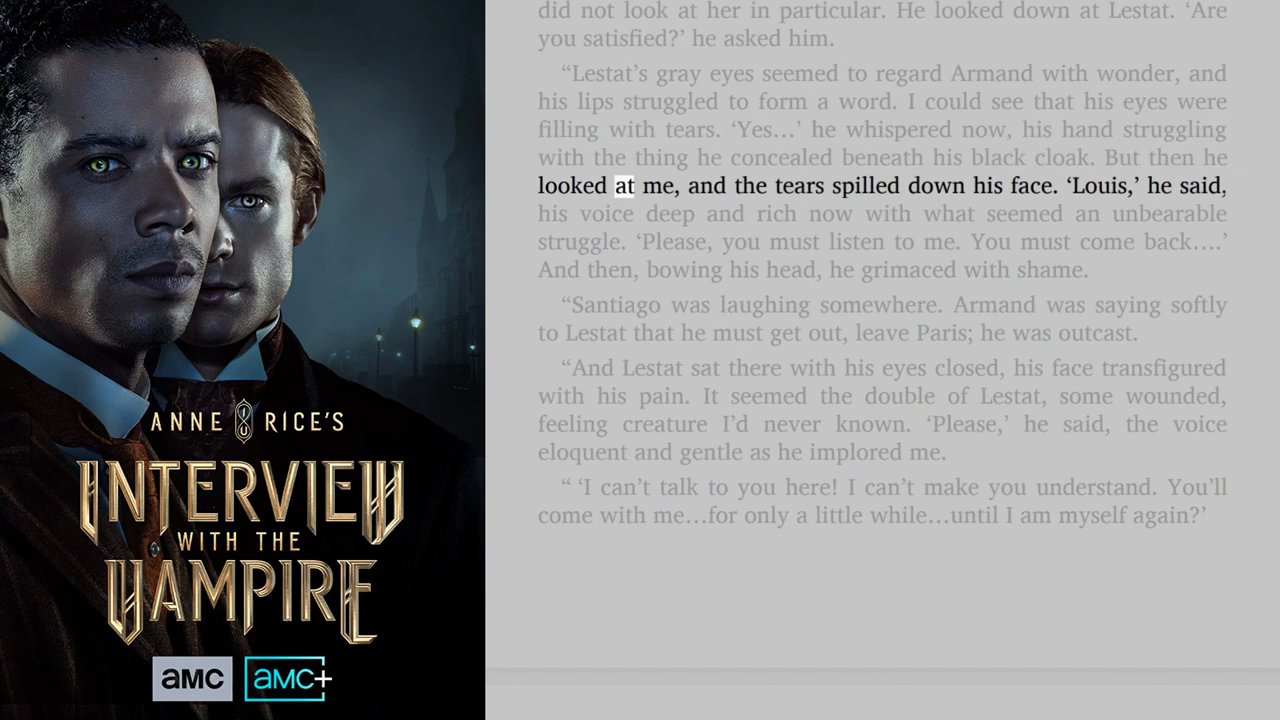 ANNE RICE'S
INTERVIEW
WITH THE
VAMPIRE
amc
amc+
did not look at her in particular. He looked down at Lestat. ‘Are
you satisfied?’ he asked him.
“Lestat’s gray eyes seemed to regard Armand with wonder, and
his lips struggled to form a word. I could see that his eyes were
filling with tears. ‘Yes…’ he whispered now, his hand struggling
with the thing he concealed beneath his black cloak. But then he
looked at me, and the tears spilled down his face. ‘Louis,’ he said,
his voice deep and rich now with what seemed an unbearable
struggle. ‘Please, you must listen to me. You must come back….’
And then, bowing his head, he grimaced with shame.
“Santiago was laughing somewhere. Armand was saying softly
to Lestat that he must get out, leave Paris; he was outcast.
“And Lestat sat there with his eyes closed, his face transfigured
with his pain. It seemed the double of Lestat, some wounded,
feeling creature I’d never known. ‘Please,’ he said, the voice
eloquent and gentle as he implored me.
“ ‘I can’t talk to you here! I can’t make you understand. You’ll
come with me…for only a little while…until I am myself again?’